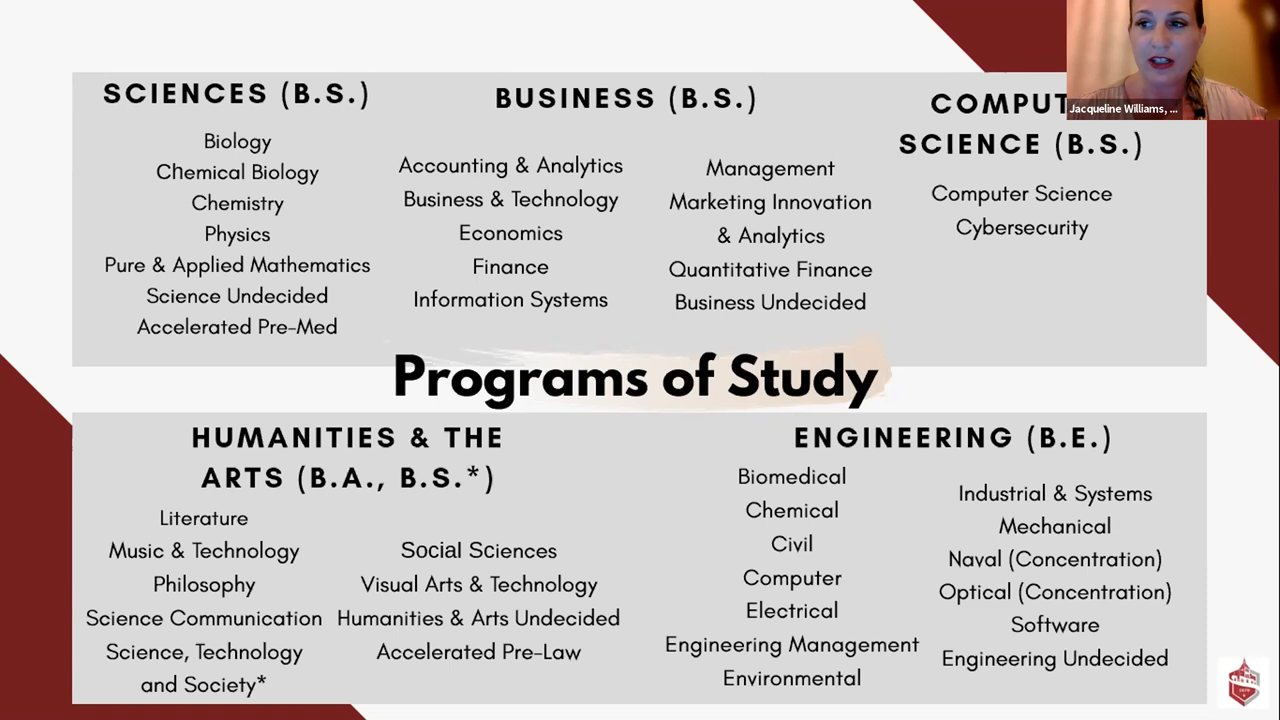 SCIENCES (B.S.)
Biology
Chemical Biology
Chemistry
Physics
Pure & Applied Mathematics
Science Undecided
Accelerated Pre-Med
BUSINESS (B.S.)
Accounting & Analytics
Business & Technology
Economics
Finance
Information Systems
Management
Marketing Innovation
& Analytics
Quantitative Finance
Business Undecided
COMPUT
SCIENCE (B.S.)
Computer Science
Cybersecurity
Jacqueline Williams, ...
Programs of Study
HUMANITIES & THE
ARTS (B.A., B.S.*)
Literature
Music & Technology
Philosophy
Science Communication
Science, Technology
and Society*
Social Sciences
Visual Arts & Technology
Humanities & Arts Undecided
Accelerated Pre-Law
ENGINEERING (B.E.)
Biomedical
Chemical
Civil
Computer
Electrical
Engineering Management
Environmental
Industrial & Systems
Mechanical
Naval (Concentration)
Optical (Concentration)
Software
Engineering Undecided